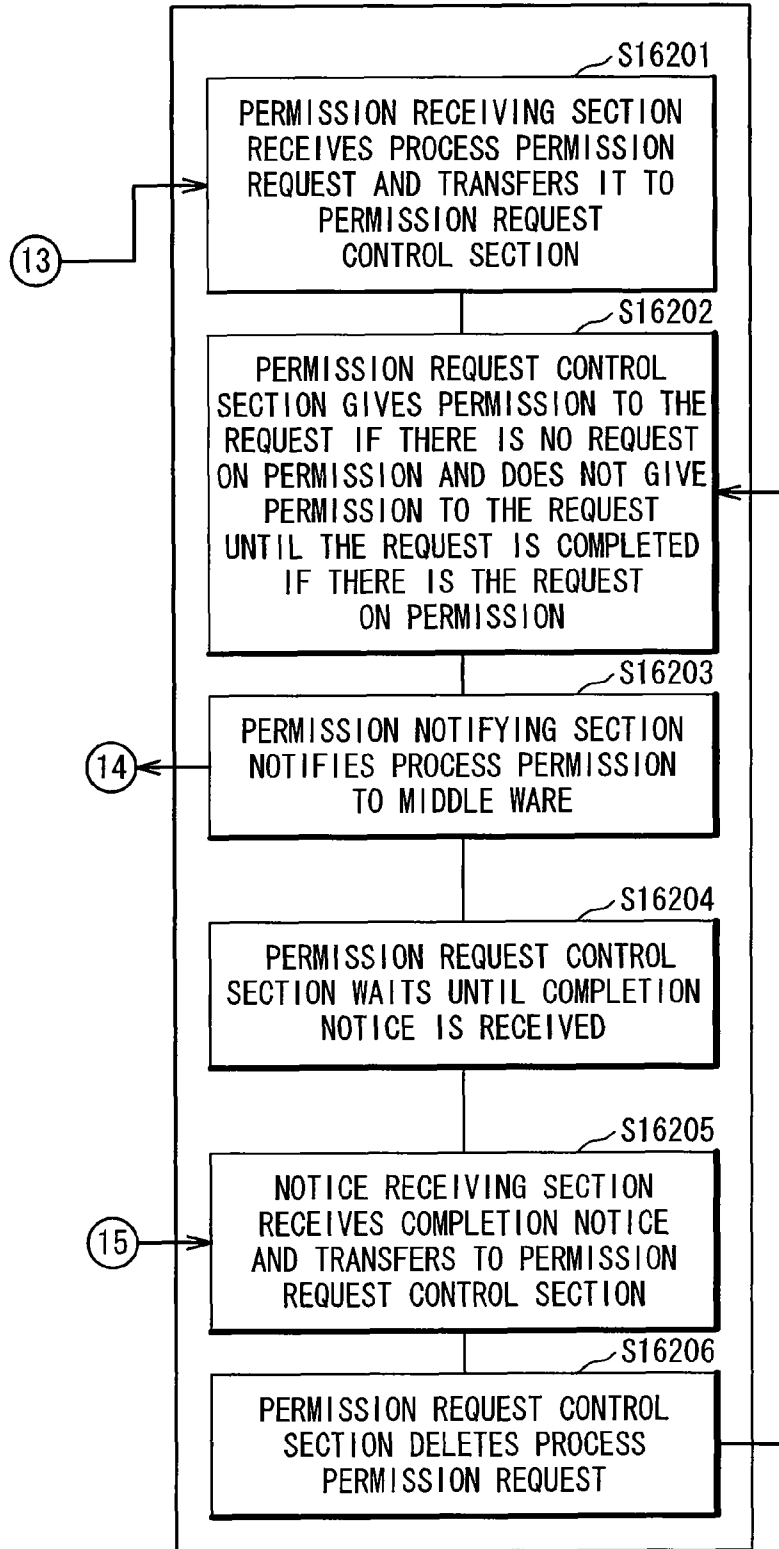 S16201
PERMISSION RECEIVING SECTION
RECEIVES PROCESS PERMISSION
REQUEST AND TRANSFERS IT TO
PERMISSION REQUEST
CONTROL SECTION
13
S16202
PERMISSION REQUEST CONTROL
SECTION GIVES PERMISSION TO THE
REQUEST IF THERE IS NO REQUEST
ON PERMISSION AND DOES NOT GIVE
PERMISSION TO THE REQUEST
UNTIL THE REQUEST IS COMPLETED
IF THERE IS THE REQUEST
ON PERMISSION
S16203
PERMISSION NOTIFYING SECTION
NOTIFIES PROCESS PERMISSION
TO MIDDLE WARE
14
S16204
PERMISSION REQUEST CONTROL
SECTION WAITS UNTIL COMPLETION
NOTICE IS RECEIVED
S16205
NOTICE RECEIVING SECTION
RECEIVES COMPLETION NOTICE
AND TRANSFERS TO PERMISSION
REQUEST CONTROL SECTION
15
S16206
PERMISSION REQUEST CONTROL
SECTION DELETES PROCESS
PERMISSION REQUEST